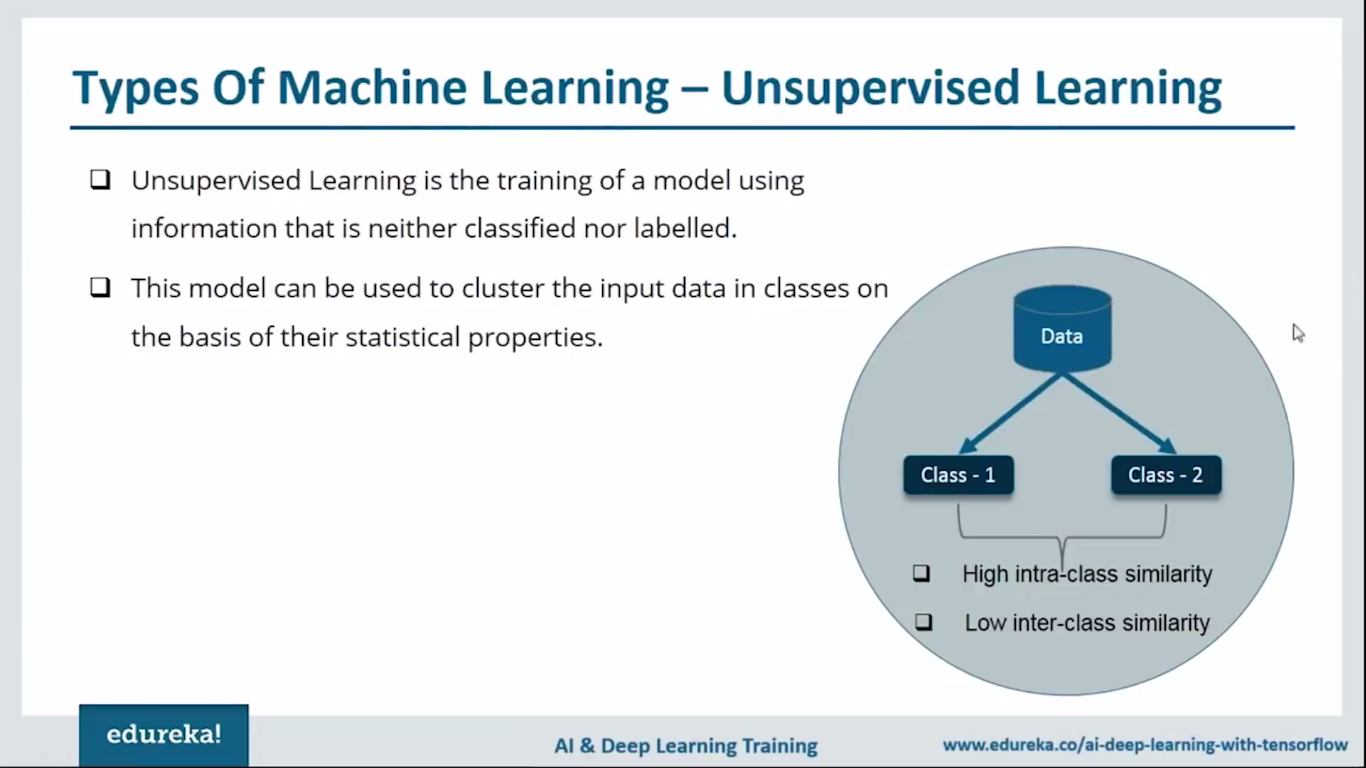 Types Of Machine Learning – Unsupervised Learning
❑ Unsupervised Learning is the training of a model using
information that is neither classified nor labelled.
❑ This model can be used to cluster the input data in classes on
the basis of their statistical properties.
Data
Class - 1
Class - 2
❑ High intra-class similarity
❑ Low inter-class similarity
edureka!
AI & Deep Learning Training
www.edureka.co/ai-deep-learning-with-tensorflow